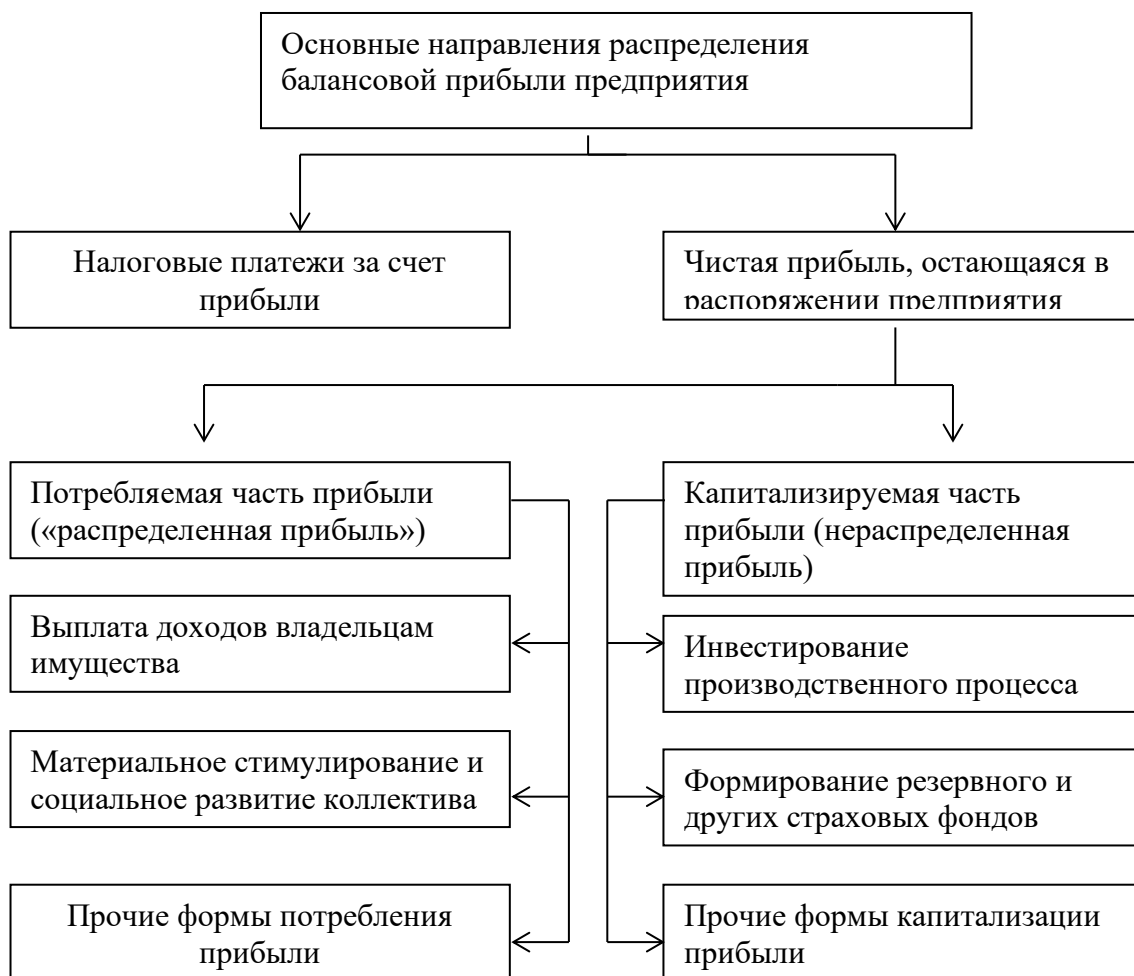 Основные направления распределения
балансовой прибыли предприятия
Налоговые платежи за счет
прибыли
Чистая прибыль, остающаяся в
распоряжении предприятия
Потребляемая часть прибыли
(«распределенная прибыль»)
Капитализируемая часть
прибыли (нераспределенная
прибыль)
Выплата доходов владельцам
имущества
Инвестирование
производственного процесса
Материальное стимулирование и
социальное развитие коллектива
Формирование резервного и
других страховых фондов
Прочие формы потребления
прибыли
Прочие формы капитализации
прибыли